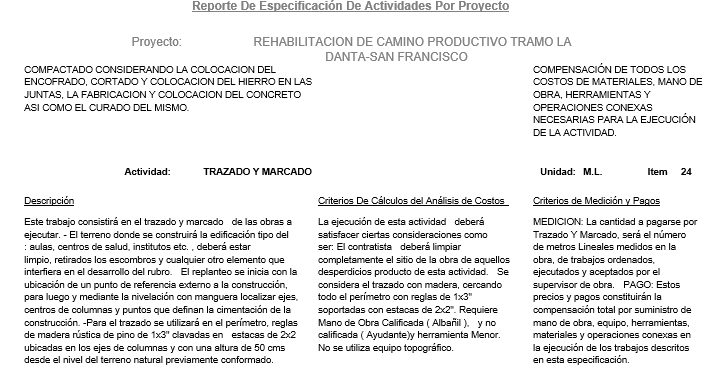 Reporte De Especificación De Actividades Por Proyecto
Proyecto: REHABILITACION DE CAMINO PRODUCTIVO TRAMO LA
DANTA-SAN FRANCISCO
COMPACTADO CONSIDERANDO LA COLOCACION DEL
ENCOFRADO, CORTADO Y COLOCACION DEL HIERRO EN LAS
JUNTAS, LA FABRICACION Y COLOCACION DEL CONCRETO
ASI COMO EL CURADO DEL MISMO.
COMPENSACIÓN DE TODOS LOS
COSTOS DE MATERIALES, MANO DE
OBRA, HERRAMIENTAS Y
OPERACIONES CONEXAS
NECESARIAS PARA LA EJECUCIÓN
DE LA ACTIVIDAD.
Actividad: TRAZADO Y MARCADO Unidad: M.L. Item 24
Descripción
Este trabajo consistirá en el trazado y marcado de las obras a
ejecutar. - El terreno donde se construirá la edificación tipo del
: aulas, centros de salud, institutos etc. , deberá estar
limpio, retirados los escombros y cualquier otro elemento que
interfiera en el desarrollo del rubro. El replanteo se inicia con la
ubicación de un punto de referencia externo a la construcción,
para luego y mediante la nivelación con manguera localizar ejes,
centros de columnas y puntos que definan la cimentación de la
construcción. -Para el trazado se utilizará en el perímetro, reglas
de madera rústica de pino de 1x3" clavadas en estacas de 2x2
ubicadas en los ejes de columnas y con una altura de 50 cms
desde el nivel del terreno natural previamente conformado.
Criterios De Cálculos del Análisis de Costos
La ejecución de esta actividad deberá
satisfacer ciertas consideraciones como
ser: El contratista deberá limpiar
completamente el sitio de la obra de aquellos
desperdicios producto de esta actividad. Se
considera el trazado con madera, cercando
todo el perímetro con reglas de 1x3"
soportadas con estacas de 2x2". Requiere
Mano de Obra Calificada ( Albañil ), y no
calificada ( Ayudante)y herramienta Menor.
No se utiliza equipo topográfico.
Criterios de Medición y Pagos
MEDICION: La cantidad a pagarse por
Trazado Y Marcado, será el número
de metros Lineales medidos en la
obra, de trabajos ordenados,
ejecutados y aceptados por el
supervisor de obra. PAGO: Estos
precios y pagos constituirán la
compensación total por suministro de
mano de obra, equipo, herramientas,
materiales y operaciones conexas en
la ejecución de los trabajos descritos
en esta especificación.